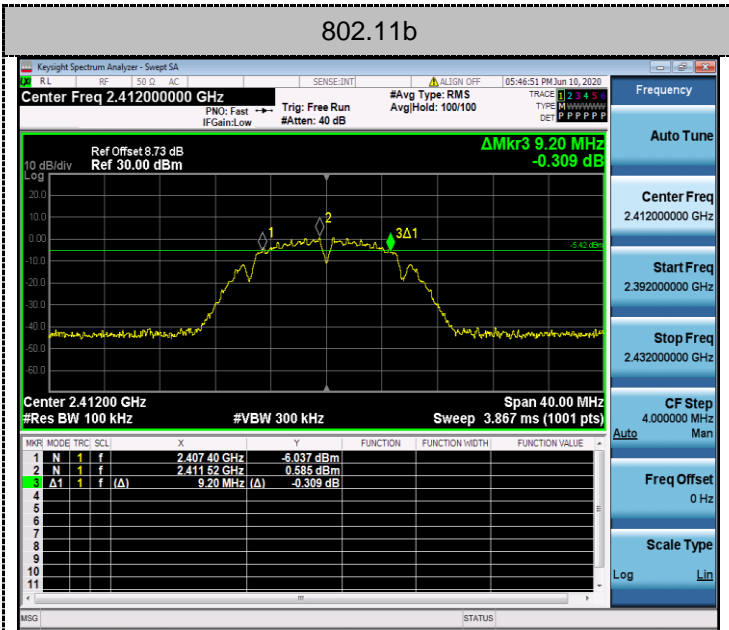 802.11b
Keysight Spectrum Analyzer - Swept SA
RL RF 50 Ω AC SENSE:INT ALIGN OFF 05:46:51 PM Jun 10, 2020
Center Freq 2.412000000 GHz
PNO: Fast
IFGain:Low
Trig: Free Run
#Atten: 40 dB
#Avg Type: RMS
Avg|Hold: 100/100
TRACE 1 2 3 4 5 6
TYPE M WWWWW
DET P P P P P P
Ref Offset 8.73 dB
Ref 30.00 dBm
ΔMkr3 9.20 MHz
-0.309 dB
10 dB/div
Log
20.0
10.0
0.00
-10.0
-20.0
-30.0
-40.0
-50.0
-60.0
1
2
3Δ1
-5.42 dBm
Center 2.41200 GHz Span 40.00 MHz
#Res BW 100 kHz #VBW 300 kHz Sweep 3.867 ms (1001 pts)
MKR MODE TRC SCL X Y FUNCTION FUNCTION WIDTH FUNCTION VALUE
1 N 1 f 2.407 40 GHz -6.037 dBm
2 N 1 f 2.411 52 GHz 0.585 dBm
3 Δ1 1 f (Δ) 9.20 MHz (Δ) -0.309 dB
4
5
6
7
8
9
10
11
MSG STATUS
Frequency
Auto Tune
Center Freq
2.412000000 GHz
Start Freq
2.392000000 GHz
Stop Freq
2.432000000 GHz
CF Step
4.000000 MHz
Auto Man
Freq Offset
0 Hz
Scale Type
Log Lin